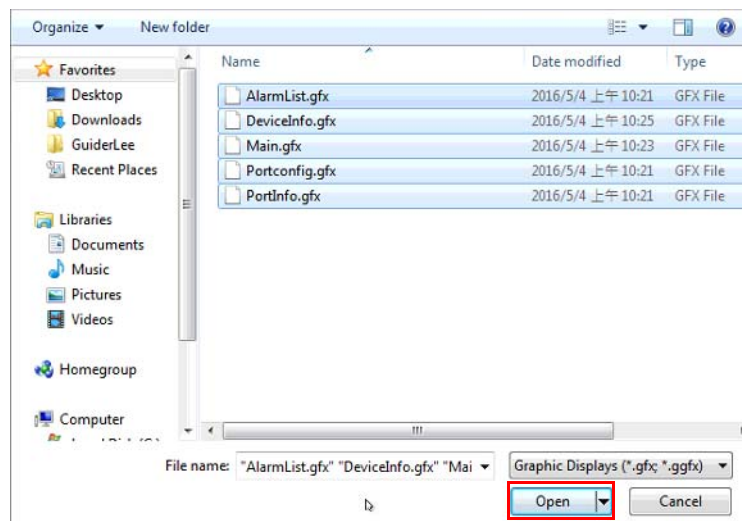 Organize New folder
Name Date modified Type
Favorites
Desktop
Downloads
GuiderLee
Recent Places
Libraries
Documents
Music
Pictures
Videos
Homegroup
Computer
AlarmList.gfx 2016/5/4 上午 10:21 GFX File
DeviceInfo.gfx 2016/5/4 上午 10:25 GFX File
Main.gfx 2016/5/4 上午 10:23 GFX File
Portconfig.gfx 2016/5/4 上午 10:21 GFX File
PortInfo.gfx 2016/5/4 上午 10:21 GFX File
File name: "AlarmList.gfx" "DeviceInfo.gfx" "Mai
Graphic Displays (*.gfx; *.ggfx)
Open Cancel